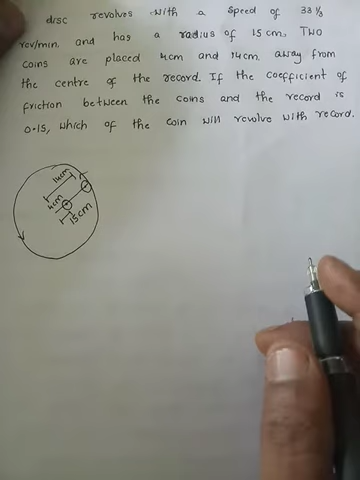 disc revolves with a speed of 33 1/3
rev/min. and has a radius of 15 cm. Two
coins are placed 4cm and 14cm away from
the centre of the record. If the coefficient of
friction between the coins and the record is
0.15, which of the coin will revolve with record.
14cm
4cm
15cm